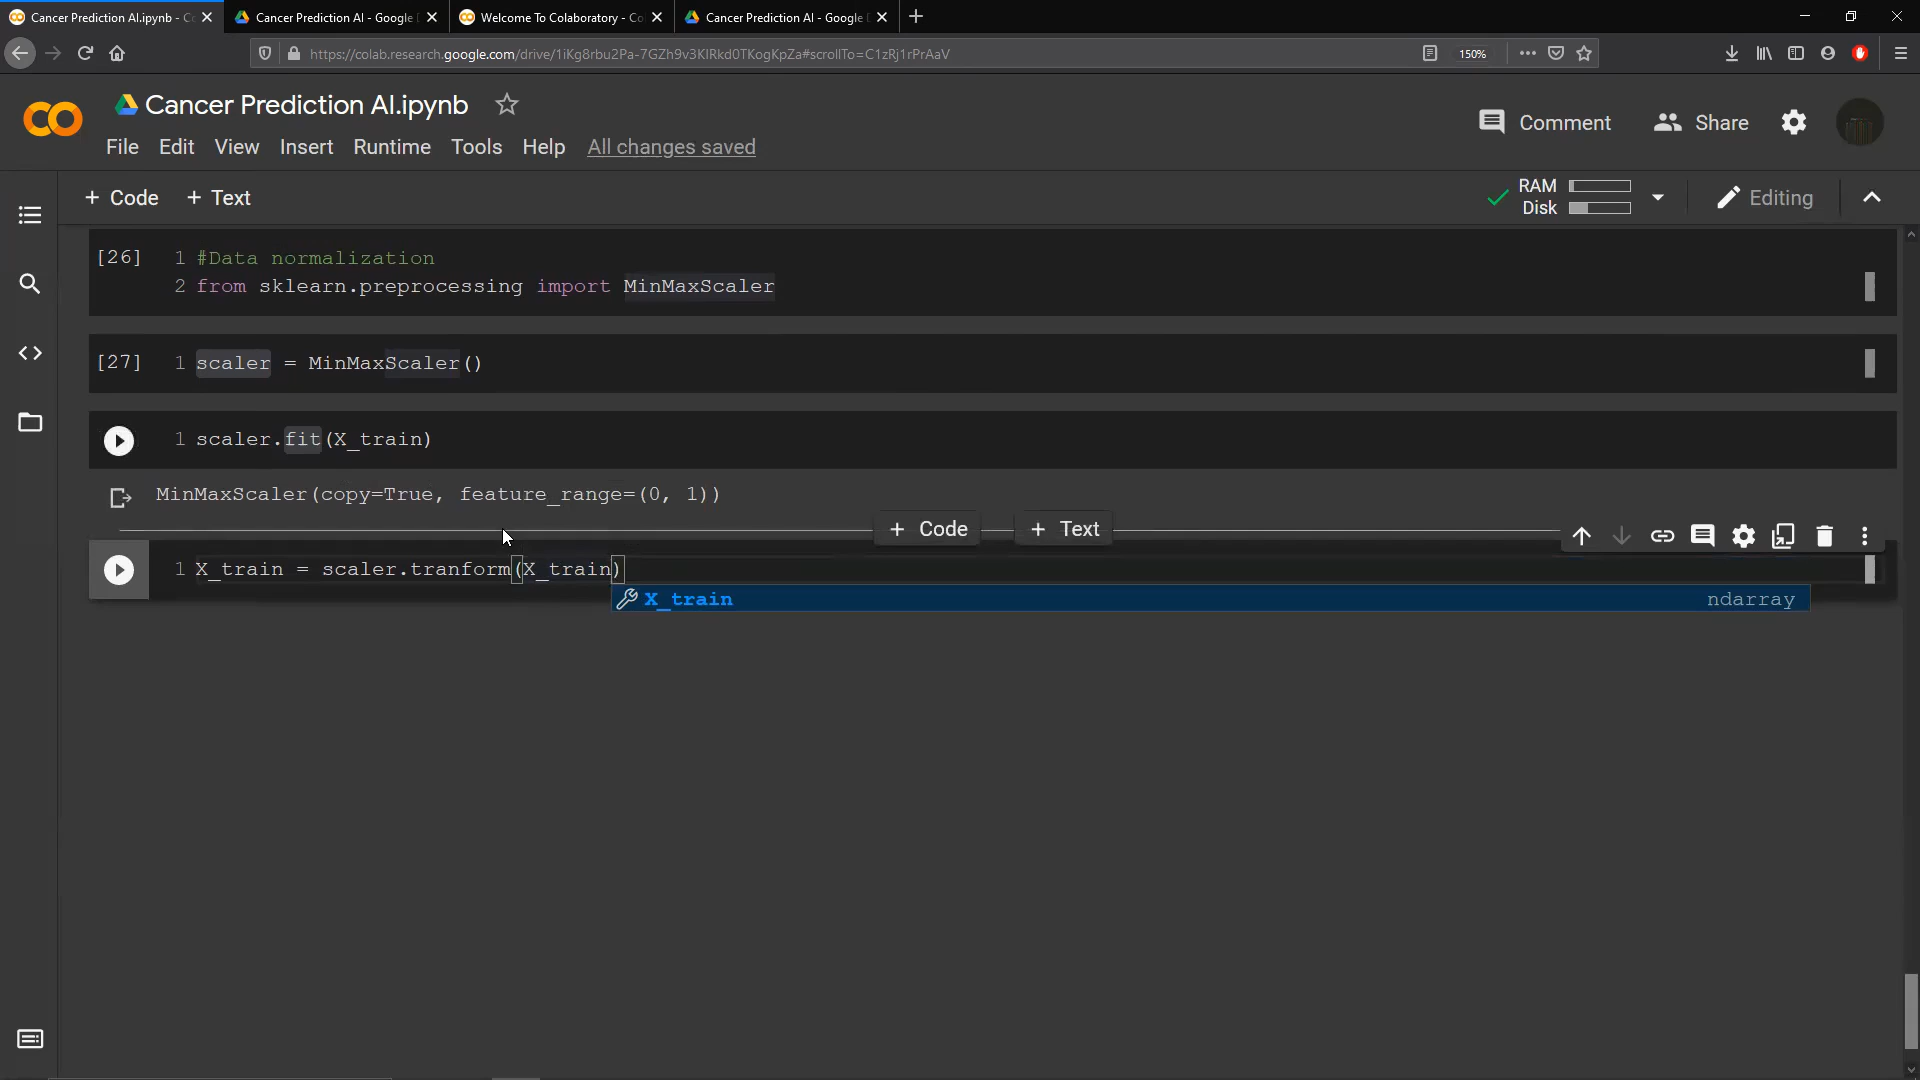 Cancer Prediction AI.ipynb - Co
Cancer Prediction AI - Google D
Welcome To Colaboratory - Co
Cancer Prediction AI - Google D
https://colab.research.google.com/drive/1iKg8rbu2Pa-7GZh9v3KlRkd0TKogKpZa#scrollTo=C1zRj1rPrAaV
150%
Cancer Prediction AI.ipynb
Comment
Share
File Edit View Insert Runtime Tools Help All changes saved
+ Code + Text
RAM
Disk
Editing
[26] 1 #Data normalization
2 from sklearn.preprocessing import MinMaxScaler
[27] 1 scaler = MinMaxScaler()
1 scaler.fit(X_train)
MinMaxScaler(copy=True, feature_range=(0, 1))
+ Code + Text
1 X_train = scaler.tranform(X_train)
X_train ndarray